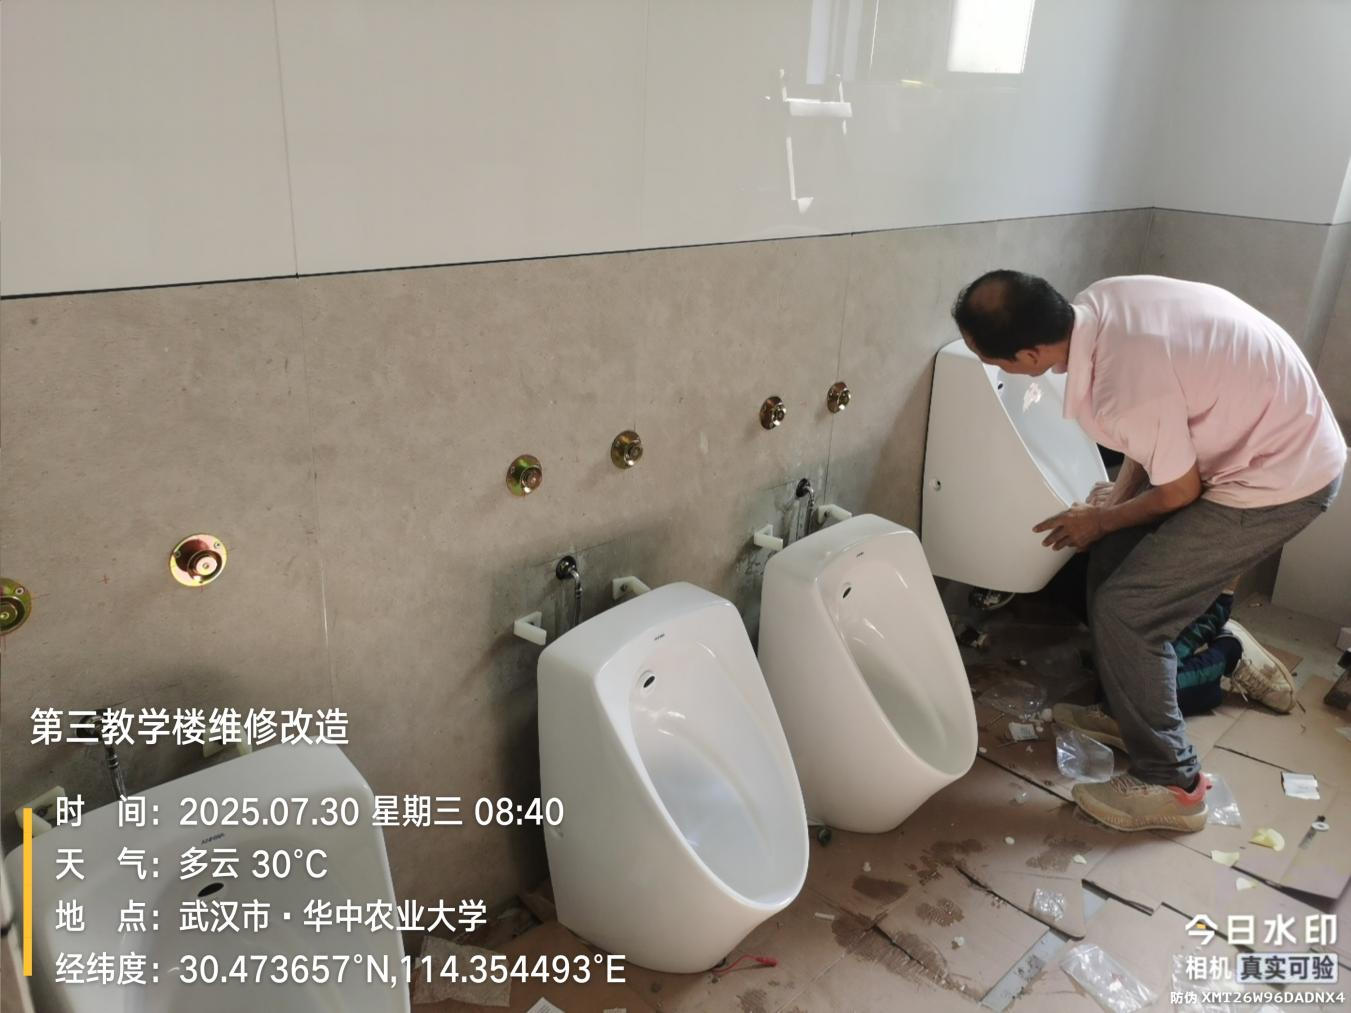 第三教学楼维修改造
时 间：2025.07.30 星期三 08:40
天 气：多云 30°C
地 点：武汉市·华中农业大学
经纬度：30.473657°N,114.354493°E
今日水印
相机 真实可验
防伪 XMT26W96DADNX4